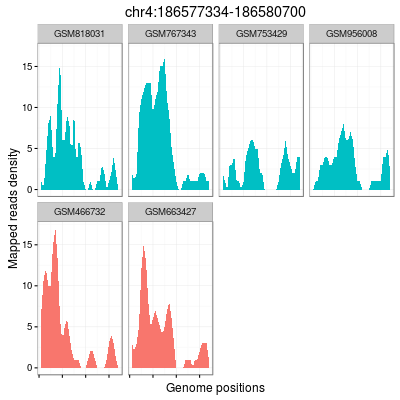 chr4:186577334-186580700
GSM818031 GSM767343 GSM753429 GSM956008
15
10
5
0
GSM466732 GSM663427
15
10
5
0
Mapped reads density
Genome positions